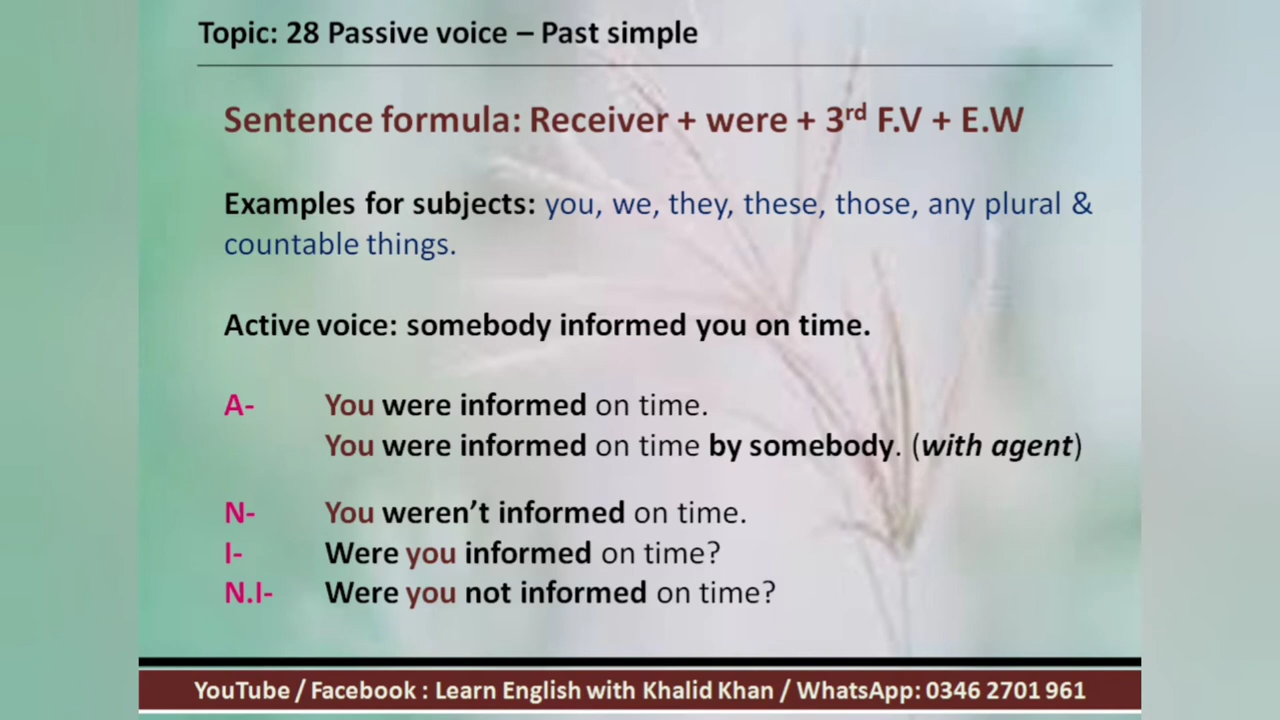 Topic: 28 Passive voice – Past simple
Sentence formula: Receiver + were + 3rd F.V + E.W
Examples for subjects: you, we, they, these, those, any plural &
countable things.
Active voice: somebody informed you on time.
A- You were informed on time.
You were informed on time by somebody. (with agent)
N- You weren’t informed on time.
I- Were you informed on time?
N.I- Were you not informed on time?
YouTube / Facebook : Learn English with Khalid Khan / WhatsApp: 0346 2701 961